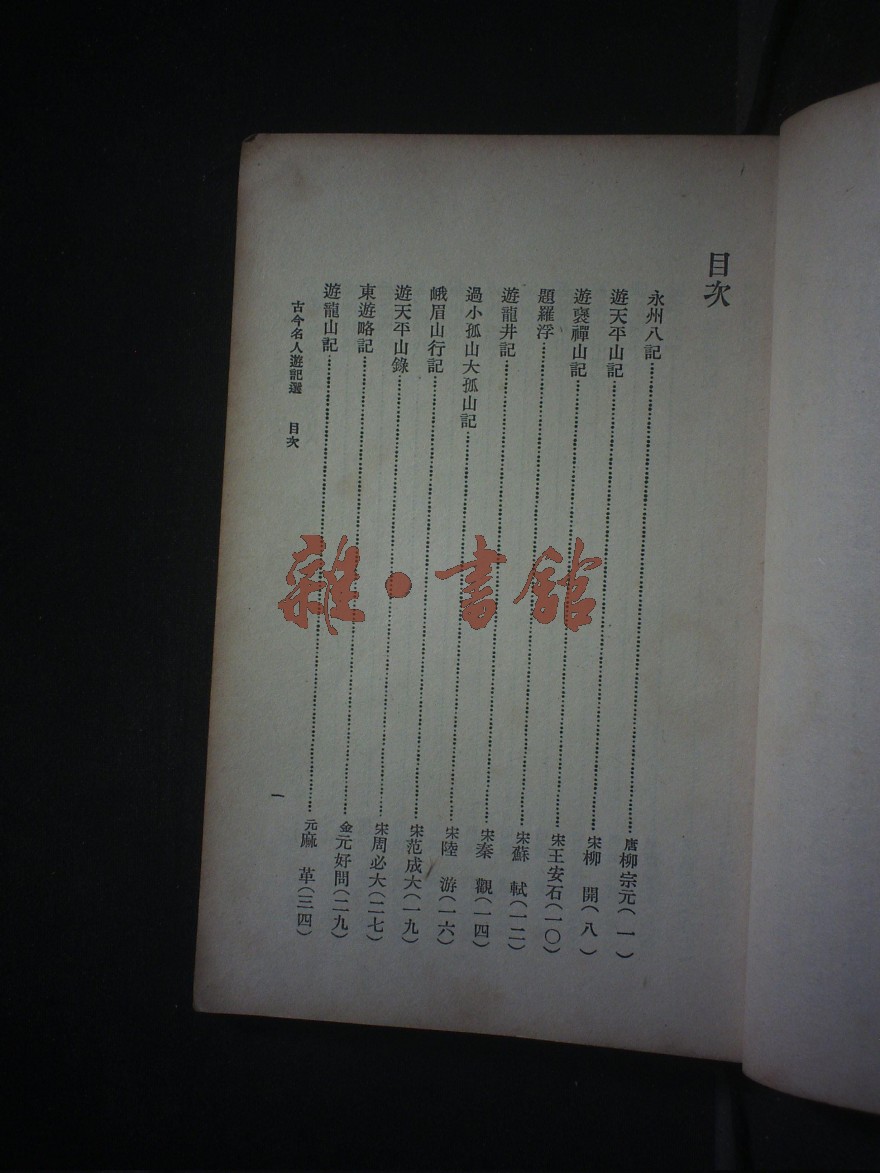 目次
永州八記……唐柳宗元(一)
遊天平山記……宋柳 開(八)
遊褒禪山記……宋王安石(一〇)
題羅浮……宋蘇 軾(一二)
遊龍井記……宋秦 觀(一四)
過小孤山大孤山記……宋陸 游(一六)
峨眉山行記……宋范成大(一九)
遊天平山錄……宋周必大(二七)
東遊略記……金元好問(二九)
遊龍山記……元麻 革(三四)
古今名人遊記選 目次 一
雜·書館